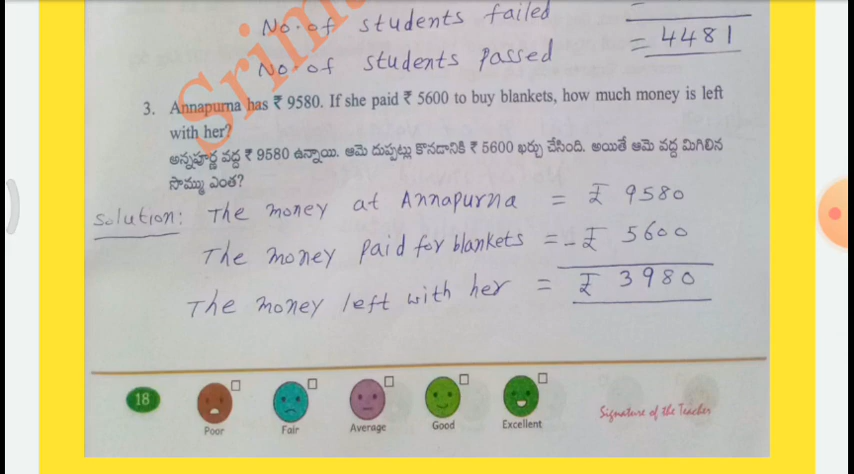 No. of students failed
No. of students passed = 4481
Srim
3. Annapurna has ₹ 9580. If she paid ₹ 5600 to buy blankets, how much money is left
with her?
అన్నపూర్ణ వద్ద ₹ 9580 ఉన్నాయి. ఆమె దుప్పట్లు కొనడానికి ₹ 5600 ఖర్చు చేసింది. అయితే ఆమె వద్ద మిగిలిన
సొమ్ము ఎంత?
Solution: The money at Annapurna = ₹ 9580
The money paid for blankets = - ₹ 5600
The money left with her = ₹ 3980
18
Poor Fair Average Good Excellent
Signature of the Teacher